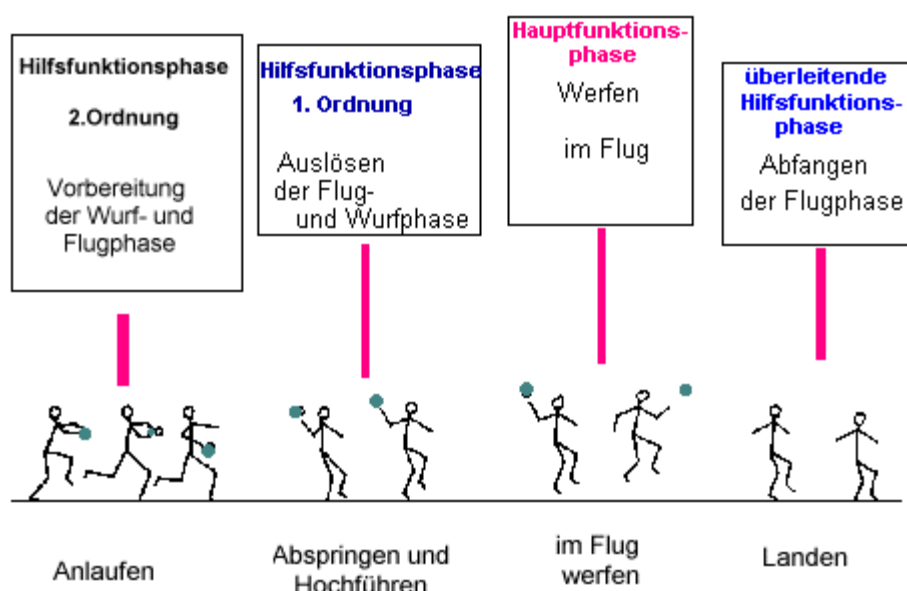 Hilfsfunktionsphase
2.Ordnung
Vorbereitung
der Wurf- und
Flugphase
Hilfsfunktionsphase
1. Ordnung
Auslösen
der Flug-
und Wurfphase
Hauptfunktions-
phase
Werfen
im Flug
überleitende
Hilfsfunktions-
phase
Abfangen
der Flugphase
Anlaufen
Abspringen und
Hochführen
im Flug
werfen
Landen